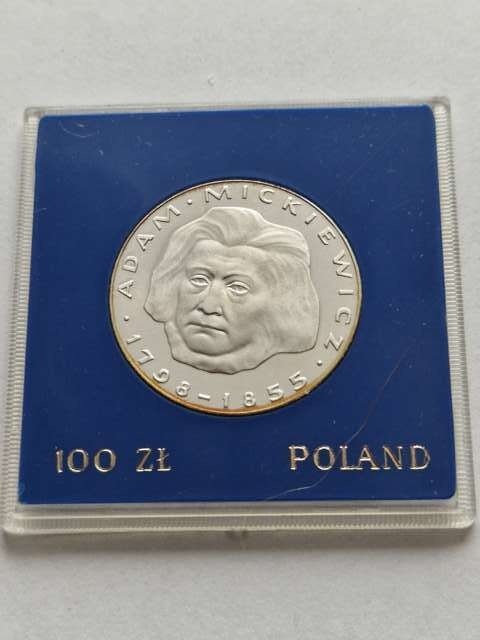 · ADAM · MICKIEWICZ ·
1798-1855
100 ZŁ
POLAND